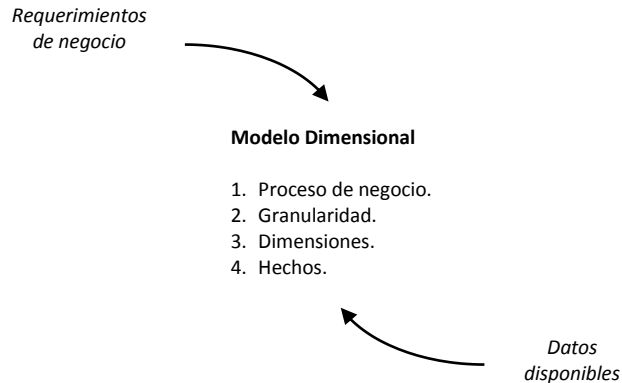 Requerimientos
de negocio
Modelo Dimensional
1. Proceso de negocio.
2. Granularidad.
3. Dimensiones.
4. Hechos.
Datos
disponibles